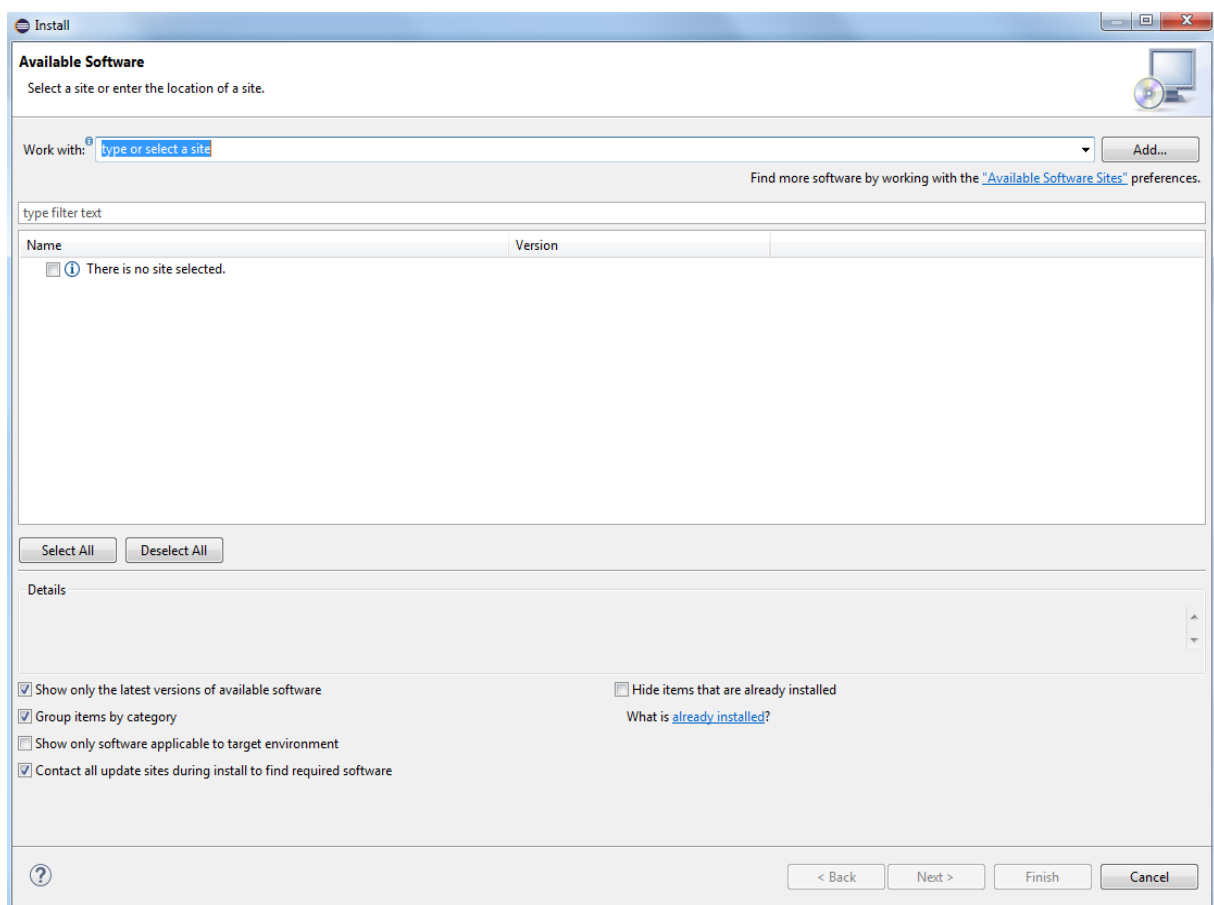 Install
Available Software
Select a site or enter the location of a site.
Work with: type or select a site Add...
Find more software by working with the "Available Software Sites" preferences.
type filter text
Name Version
There is no site selected.
Select All Deselect All
Details
Show only the latest versions of available software Hide items that are already installed
Group items by category What is already installed?
Show only software applicable to target environment
Contact all update sites during install to find required software
? < Back Next > Finish Cancel